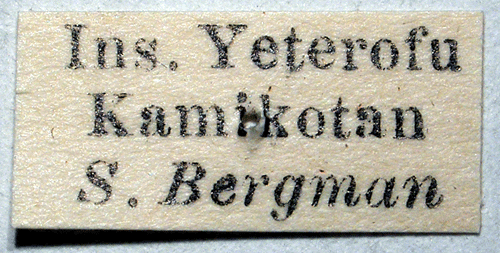 Ins. Yeterofu
Kamikotan
S. Bergman